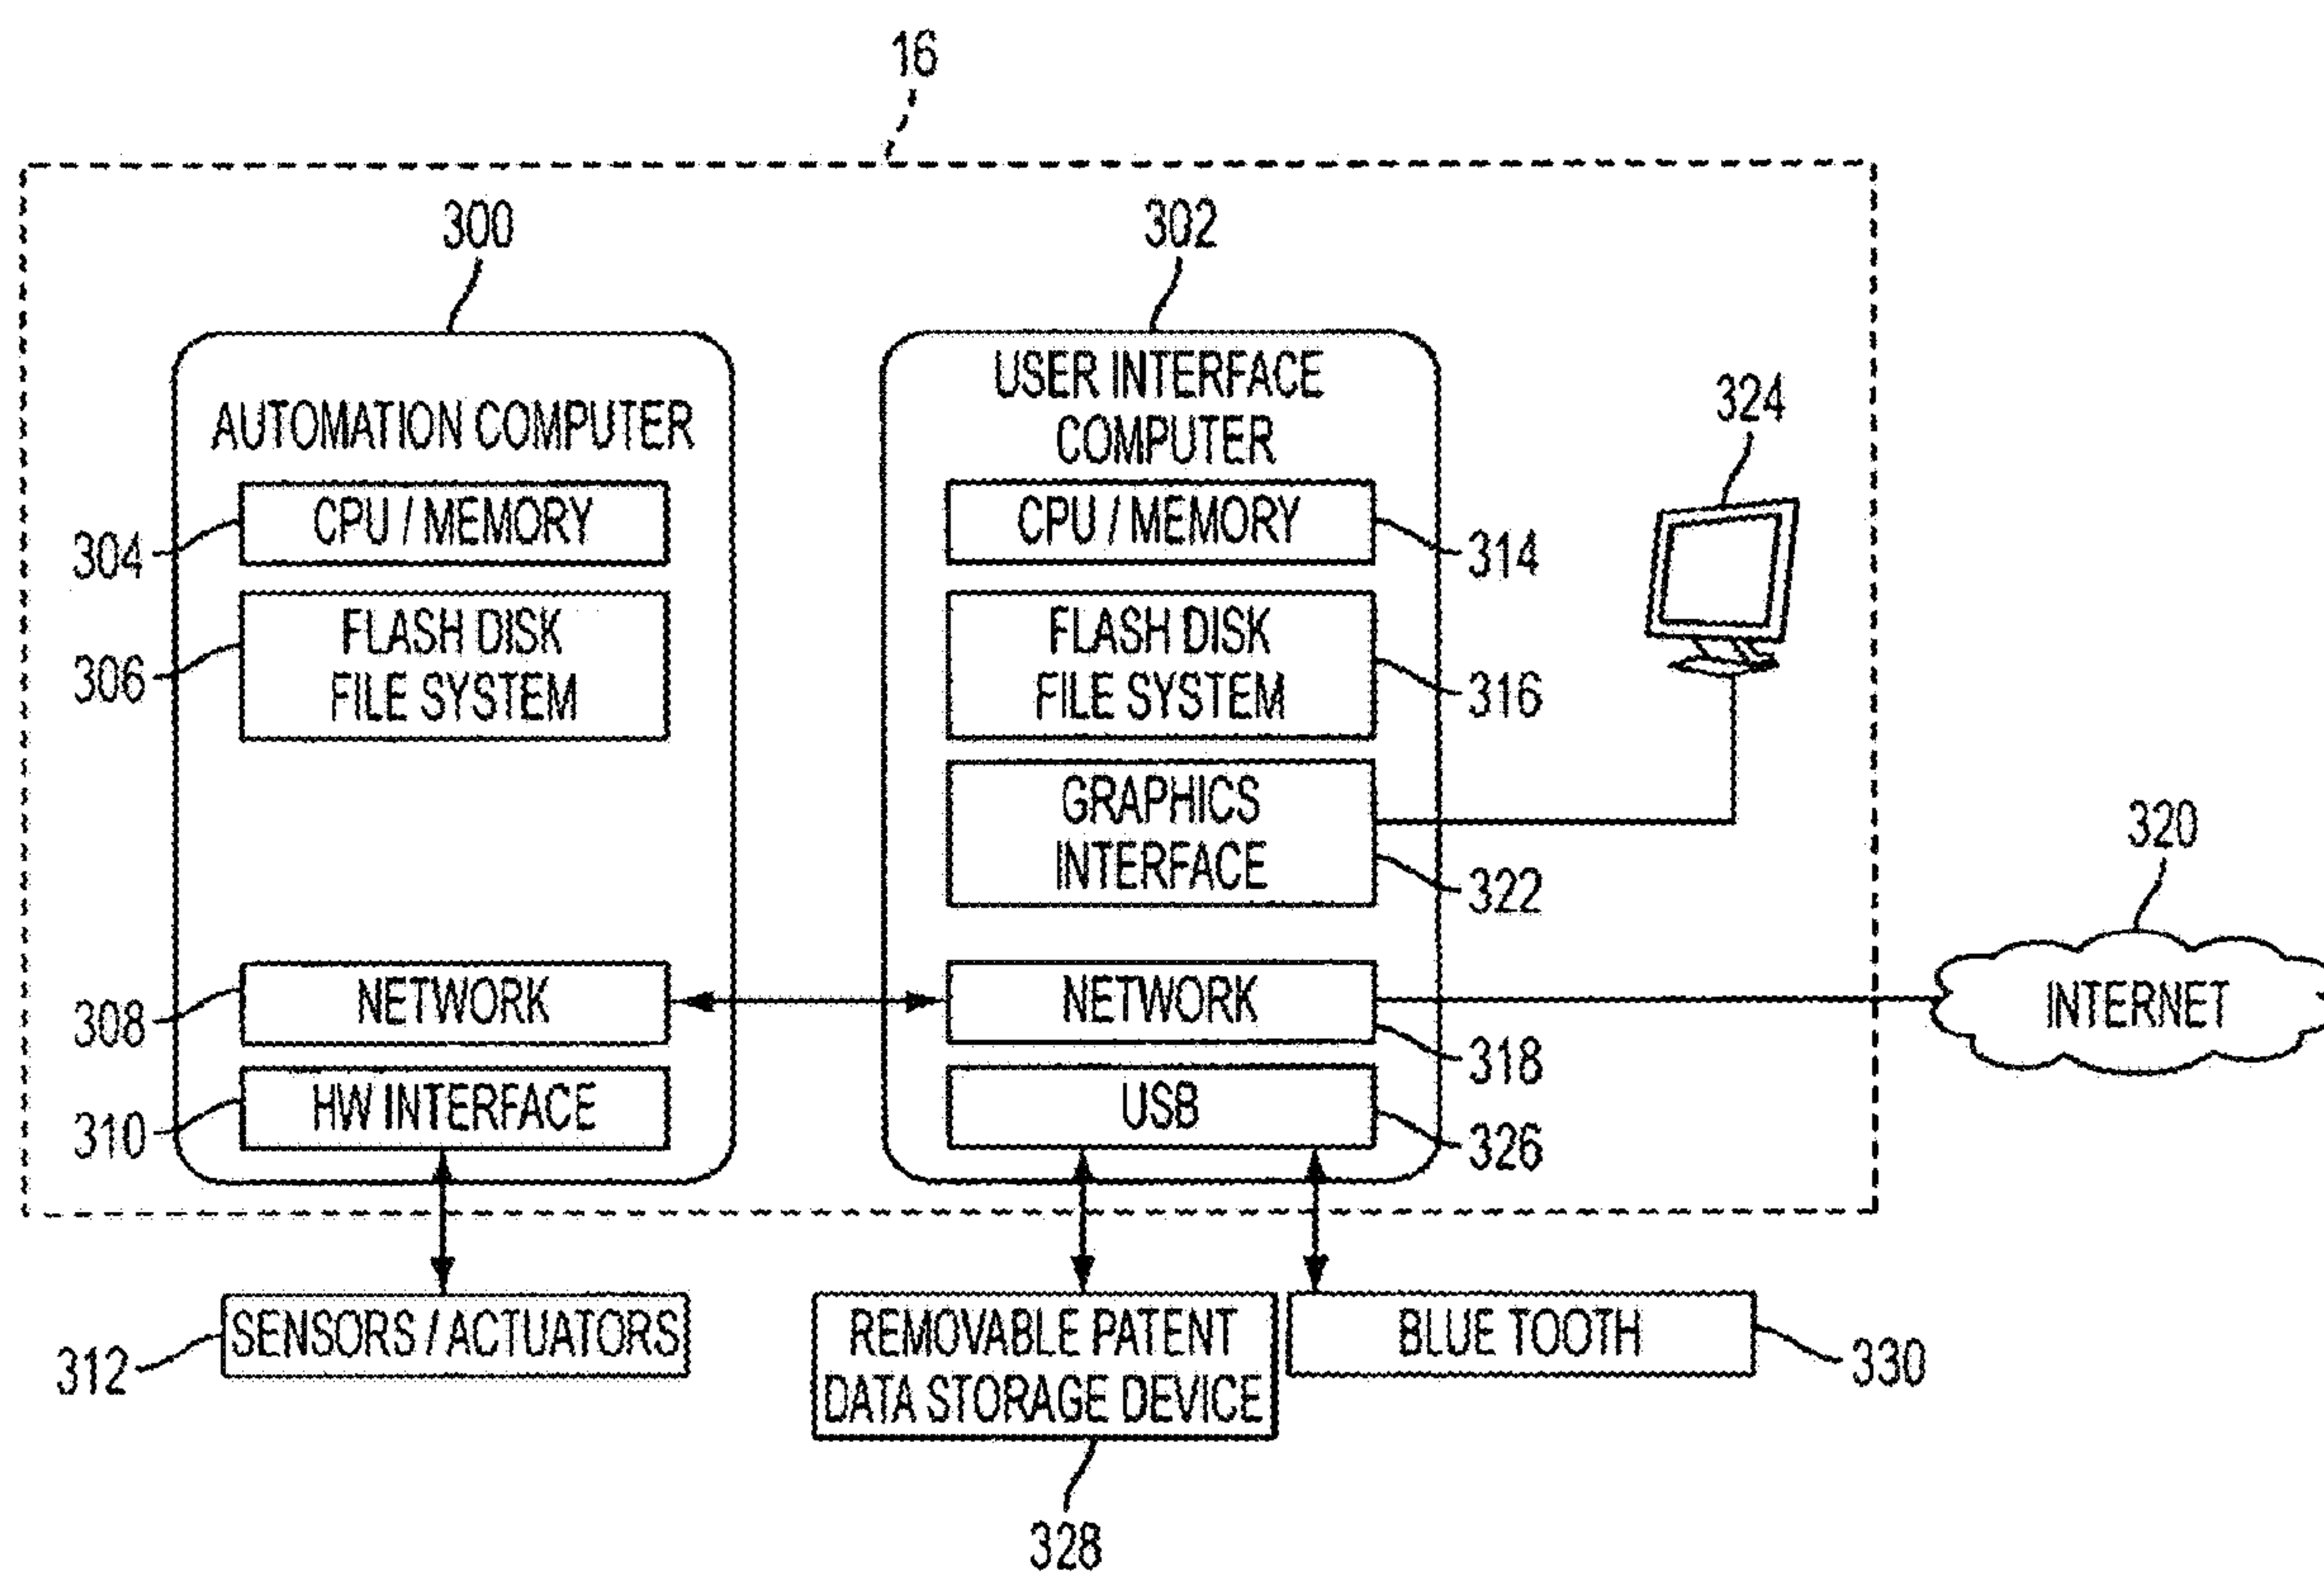 16
300
302
AUTOMATION COMPUTER
USER INTERFACE
COMPUTER
324
CPU / MEMORY
304
CPU / MEMORY
314
FLASH DISK
FILE SYSTEM
306
FLASH DISK
FILE SYSTEM
316
GRAPHICS
INTERFACE
322
320
NETWORK
308
NETWORK
318
INTERNET
HW INTERFACE
310
USB
326
SENSORS / ACTUATORS
312
REMOVABLE PATENT
DATA STORAGE DEVICE
328
BLUE TOOTH
330